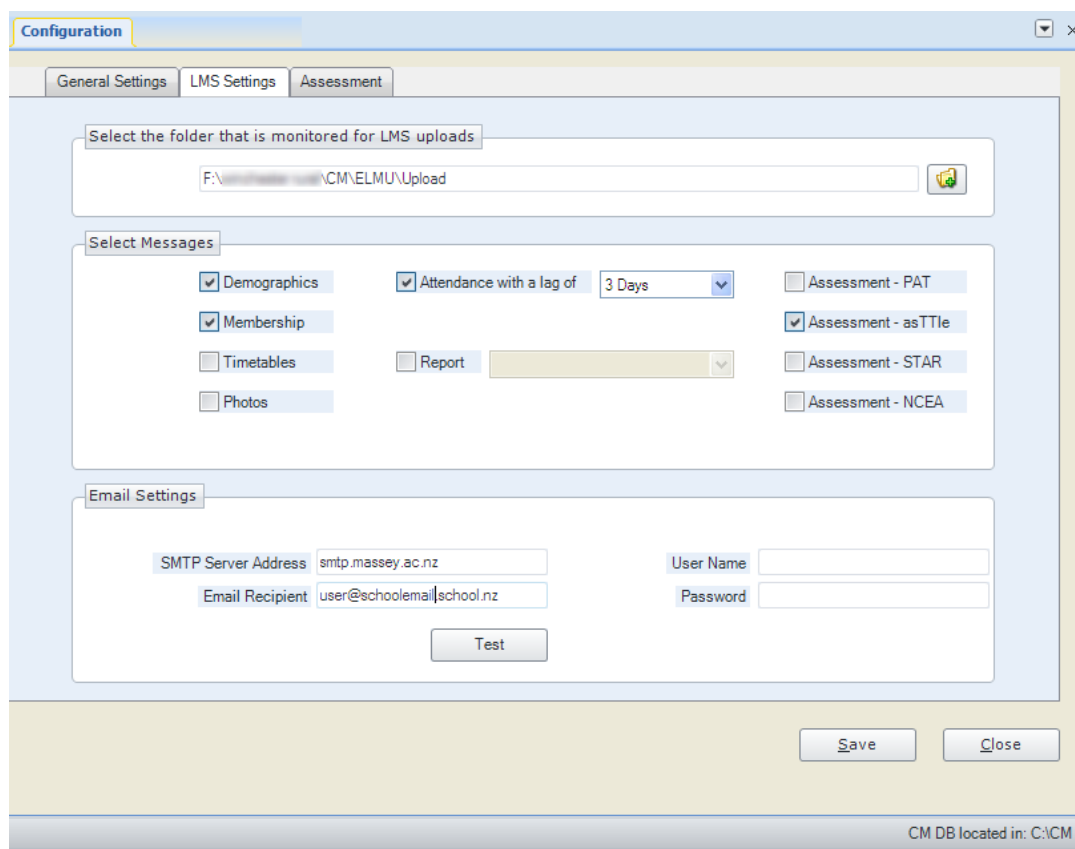 Configuration
General Settings LMS Settings Assessment
Select the folder that is monitored for LMS uploads
F:\ \CM\ELMU\Upload
Select Messages
Demographics Attendance with a lag of 3 Days Assessment - PAT
Membership Assessment - asTTle
Timetables Report Assessment - STAR
Photos Assessment - NCEA
Email Settings
SMTP Server Address smtp.massey.ac.nz User Name
Email Recipient user@schoolemail.school.nz Password
Test
Save Close
CM DB located in: C:\CM